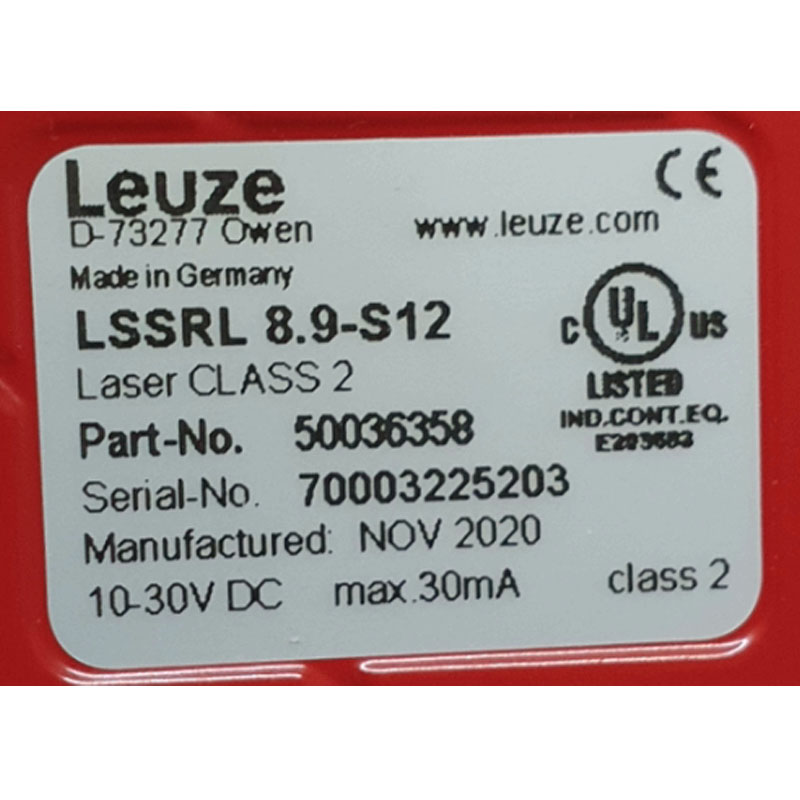 Leuze
CE
D-73277 Owen
www.leuze.com
Made in Germany
LSSRL 8.9-S12
C UL US
LISTED
IND.CONT.EQ.
Laser CLASS 2
Part-No. 50036358
Serial-No. 70003225203
Manufactured: NOV 2020
10-30V DC max.30mA class 2